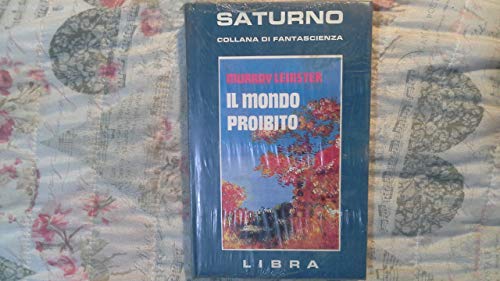 SATURNO
COLLANA DI FANTASCIENZA
MURRAY LEINSTER
IL MONDO
PROIBITO
LIBRA